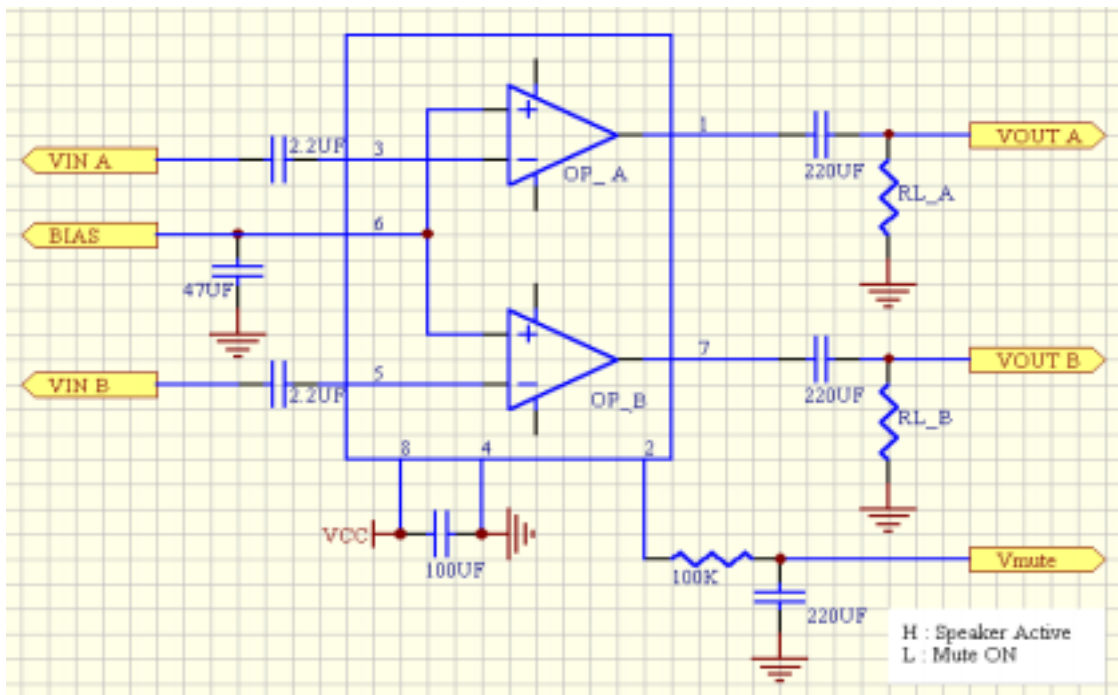 2.2UF
3
1
VIN A
OP_ A
220UF
VOUT A
RL_A
BIAS
6
47UF
VIN B
5
2.2UF
OP_B
7
220UF
VOUT B
RL_B
8
4
2
VCC
100UF
100K
Vmute
220UF
H : Speaker Active
L : Mute ON